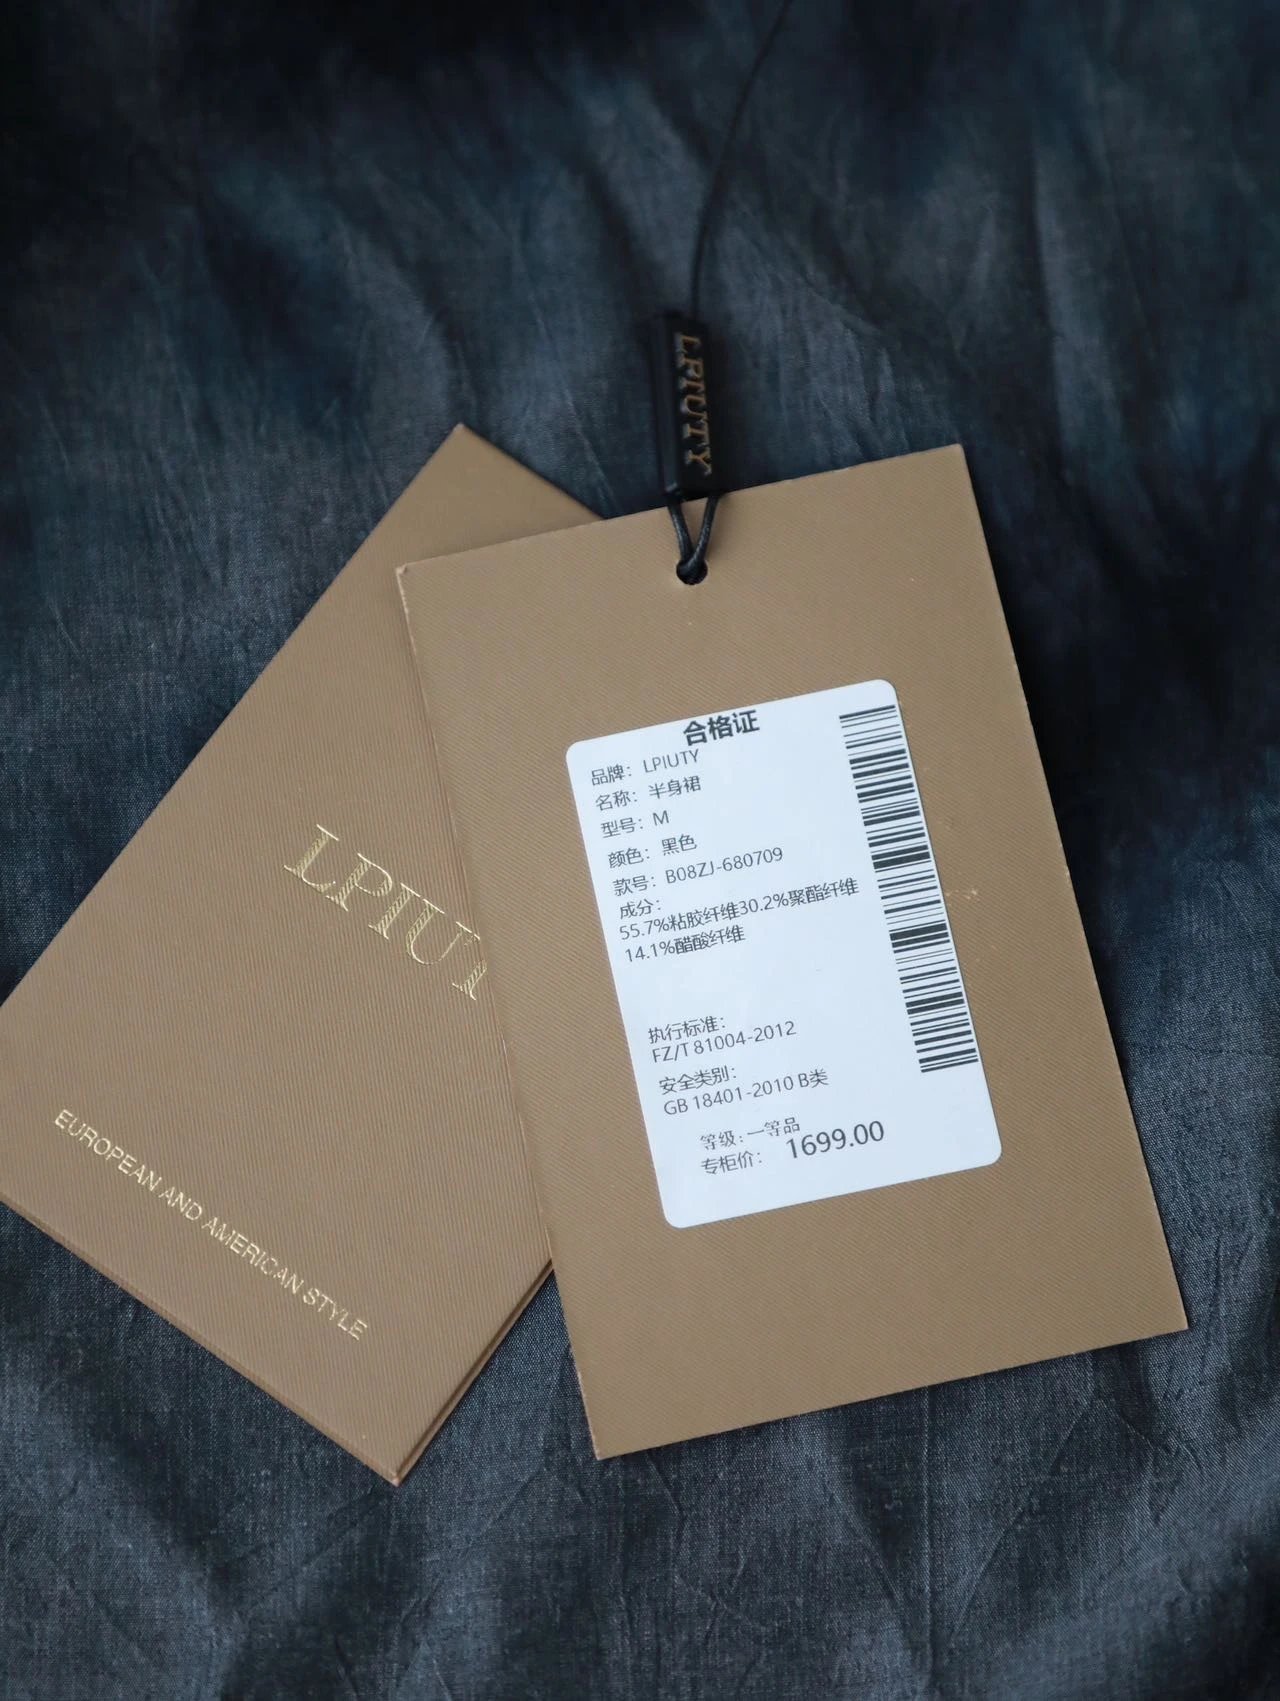 LPIUTY
合格证
品牌：LPIUTY
名称：半身裙
型号：M
颜色：黑色
款号：B08ZJ-680709
成分：
55.7%粘胶纤维30.2%聚酯纤维
14.1%醋酸纤维
执行标准：
FZ/T 81004-2012
安全类别：
GB 18401-2010 B类
等级：一等品
专柜价： 1699.00
LPIUT
EUROPEAN AND AMERICAN STYLE